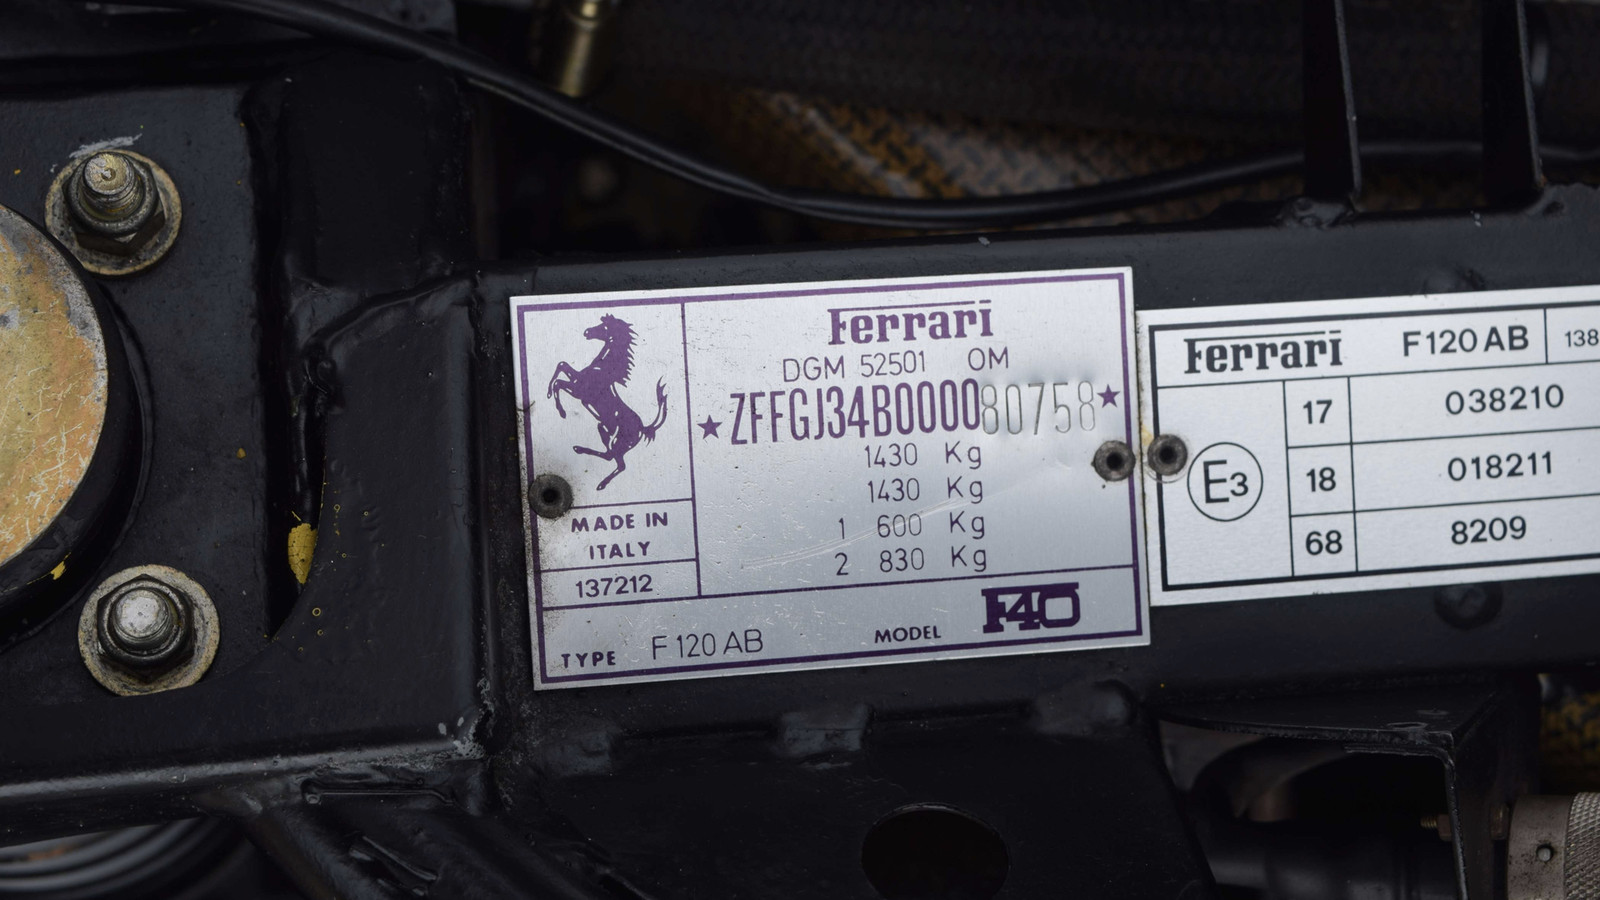 Ferrari
DGM 52501 OM
★ZFFGJ34B000080758★
1430 Kg
1430 Kg
1 600 Kg
2 830 Kg
MADE IN
ITALY
137212
TYPE F 120 AB MODEL F40
Ferrari F120 AB 138
E3
17 038210
18 018211
68 8209